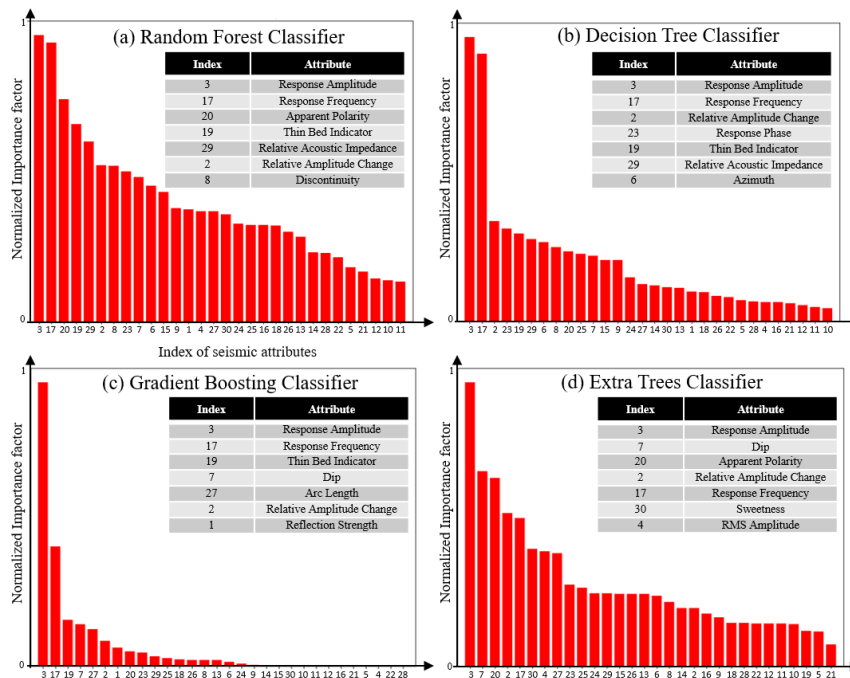 1
(a) Random Forest Classifier
Index Attribute
3 Response Amplitude
17 Response Frequency
20 Apparent Polarity
19 Thin Bed Indicator
29 Relative Acoustic Impedance
2 Relative Amplitude Change
8 Discontinuity
Normalized Importance factor
0
3 17 20 19 29 2 8 23 7 6 15 9 1 4 27 30 24 25 16 18 26 13 14 28 22 5 21 12 10 11
Index of seismic attributes
1
(b) Decision Tree Classifier
Index Attribute
3 Response Amplitude
17 Response Frequency
2 Relative Amplitude Change
23 Response Phase
19 Thin Bed Indicator
29 Relative Acoustic Impedance
6 Azimuth
Normalized Importance factor
0
3 17 2 23 19 29 6 8 20 25 7 15 9 24 27 14 30 13 1 18 26 22 5 28 4 16 21 12 11 10
1
(c) Gradient Boosting Classifier
Index Attribute
3 Response Amplitude
17 Response Frequency
19 Thin Bed Indicator
7 Dip
27 Arc Length
2 Relative Amplitude Change
1 Reflection Strength
Normalized Importance factor
0
3 17 19 7 27 2 1 20 23 29 25 18 26 8 13 6 24 9 14 15 30 10 11 12 16 21 5 4 22 28
1
(d) Extra Trees Classifier
Index Attribute
3 Response Amplitude
7 Dip
20 Apparent Polarity
2 Relative Amplitude Change
17 Response Frequency
30 Sweetness
4 RMS Amplitude
Normalized Importance factor
0
3 7 20 2 17 30 4 27 23 25 24 29 15 26 13 6 8 14 1 16 9 18 28 22 12 11 10 19 5 21